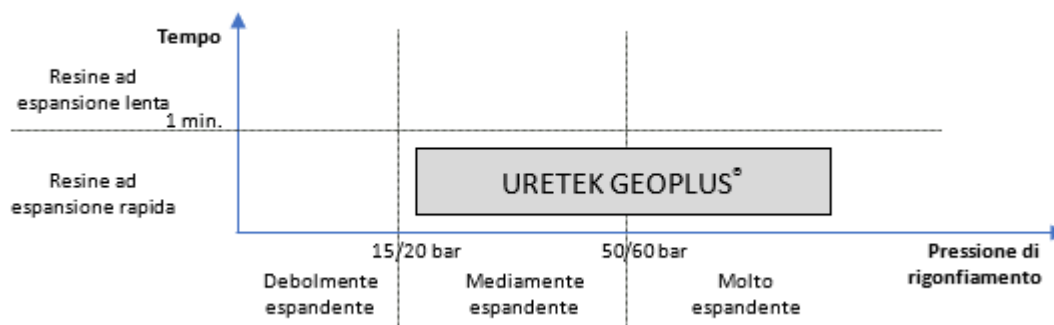 Tempo
Resine ad
espansione lenta
1 min.
Resine ad
espansione rapida
URETEK GEOPLUS®
15/20 bar
50/60 bar
Pressione di
rigonfiamento
Debolmente
espandente
Mediamente
espandente
Molto
espandente